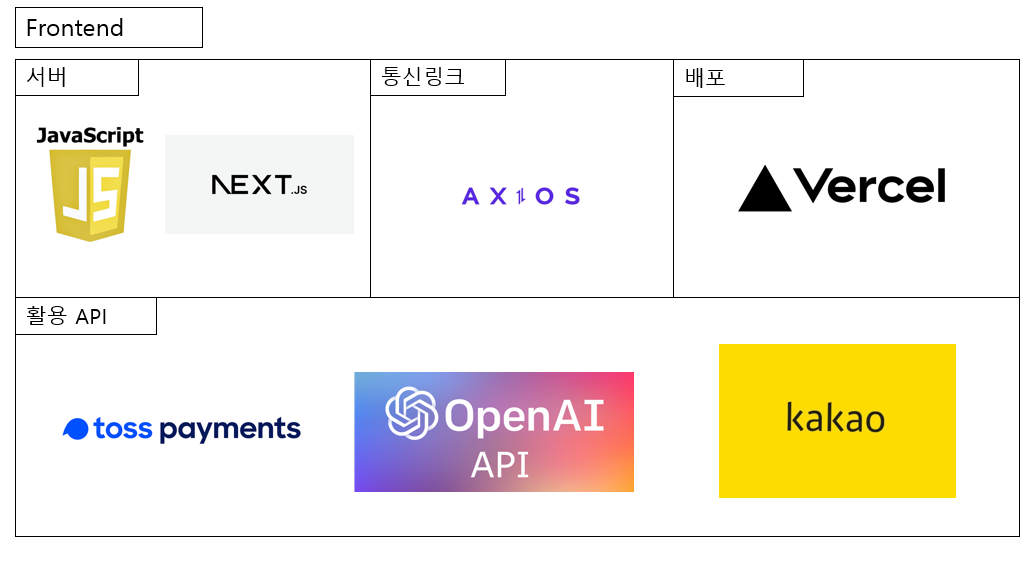 Frontend
서버
통신링크
배포
JavaScript
JS
NEXT.JS
AXIOS
Vercel
활용 API
toss payments
OpenAI
API
kakao